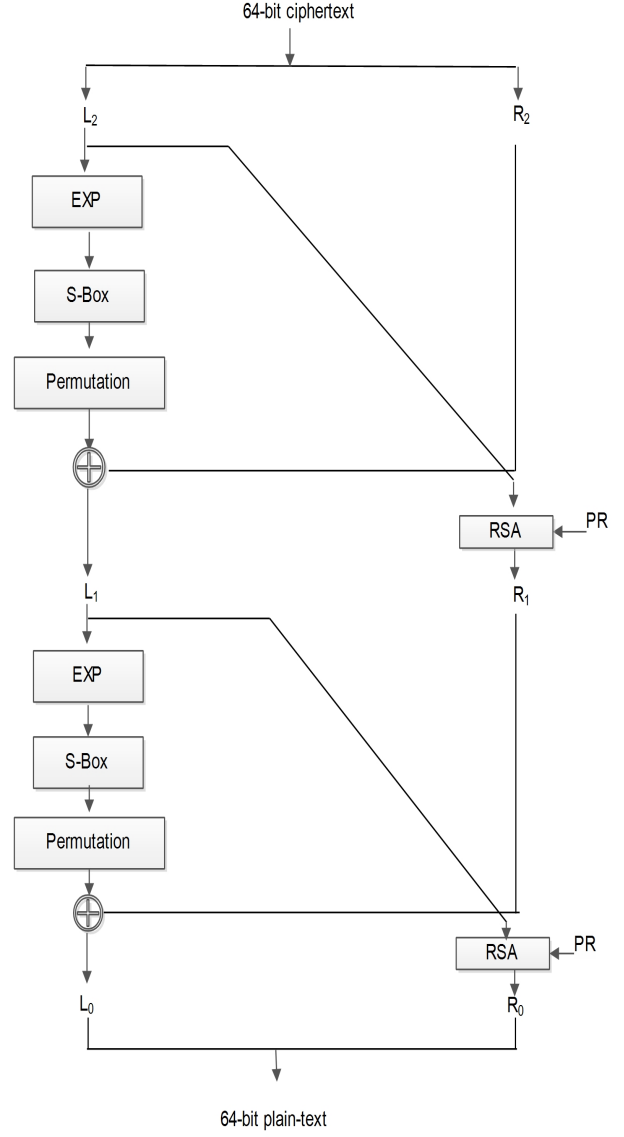 64-bit ciphertext
L2
R2
EXP
S-Box
Permutation
PR
RSA
L1
R1
EXP
S-Box
Permutation
PR
RSA
L0
R0
64-bit plain-text